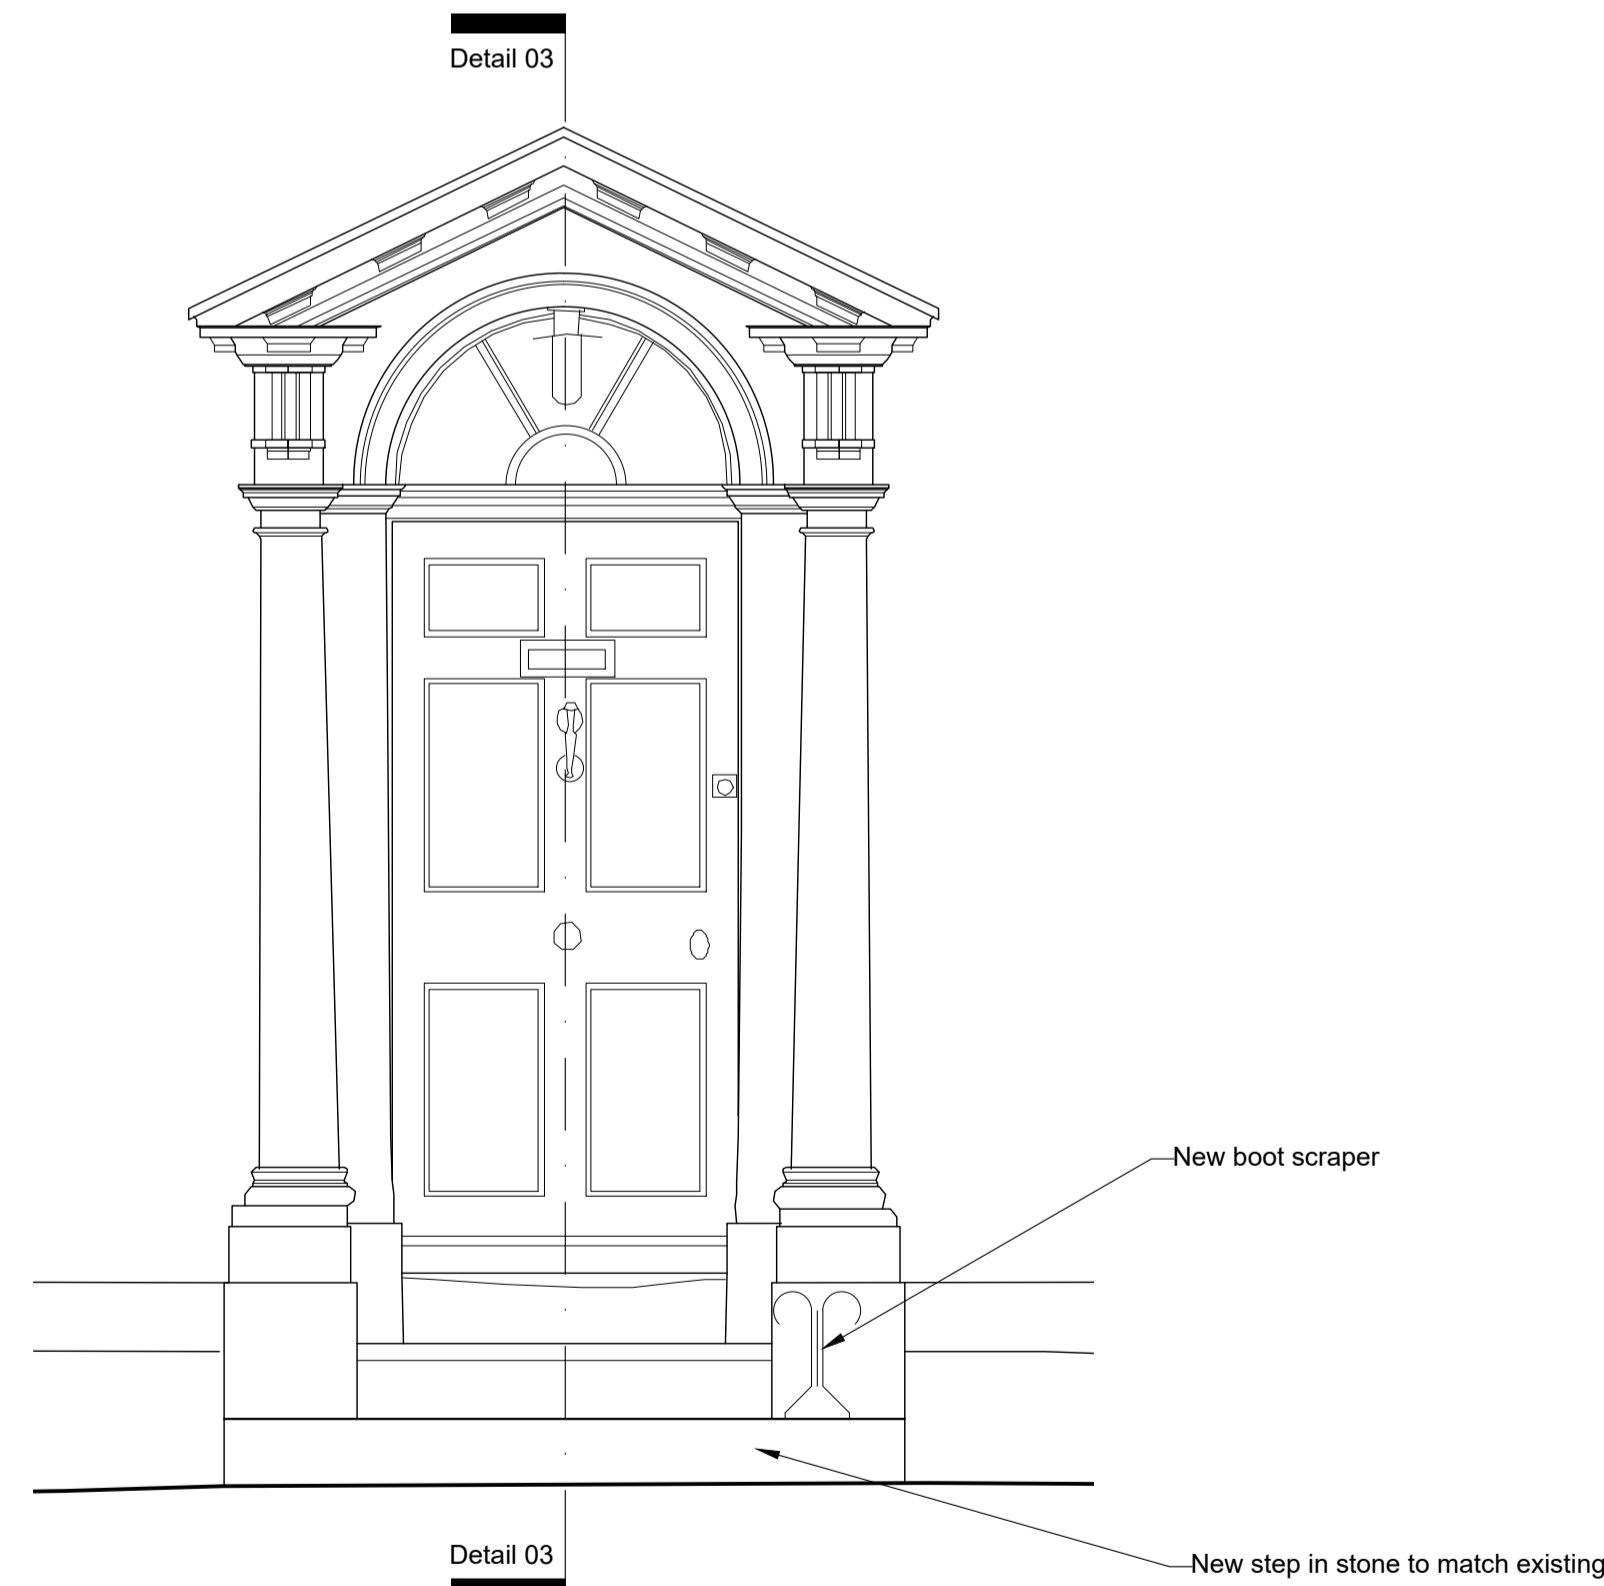 Detail 03
New boot scraper
Detail 03
New step in stone to match existing